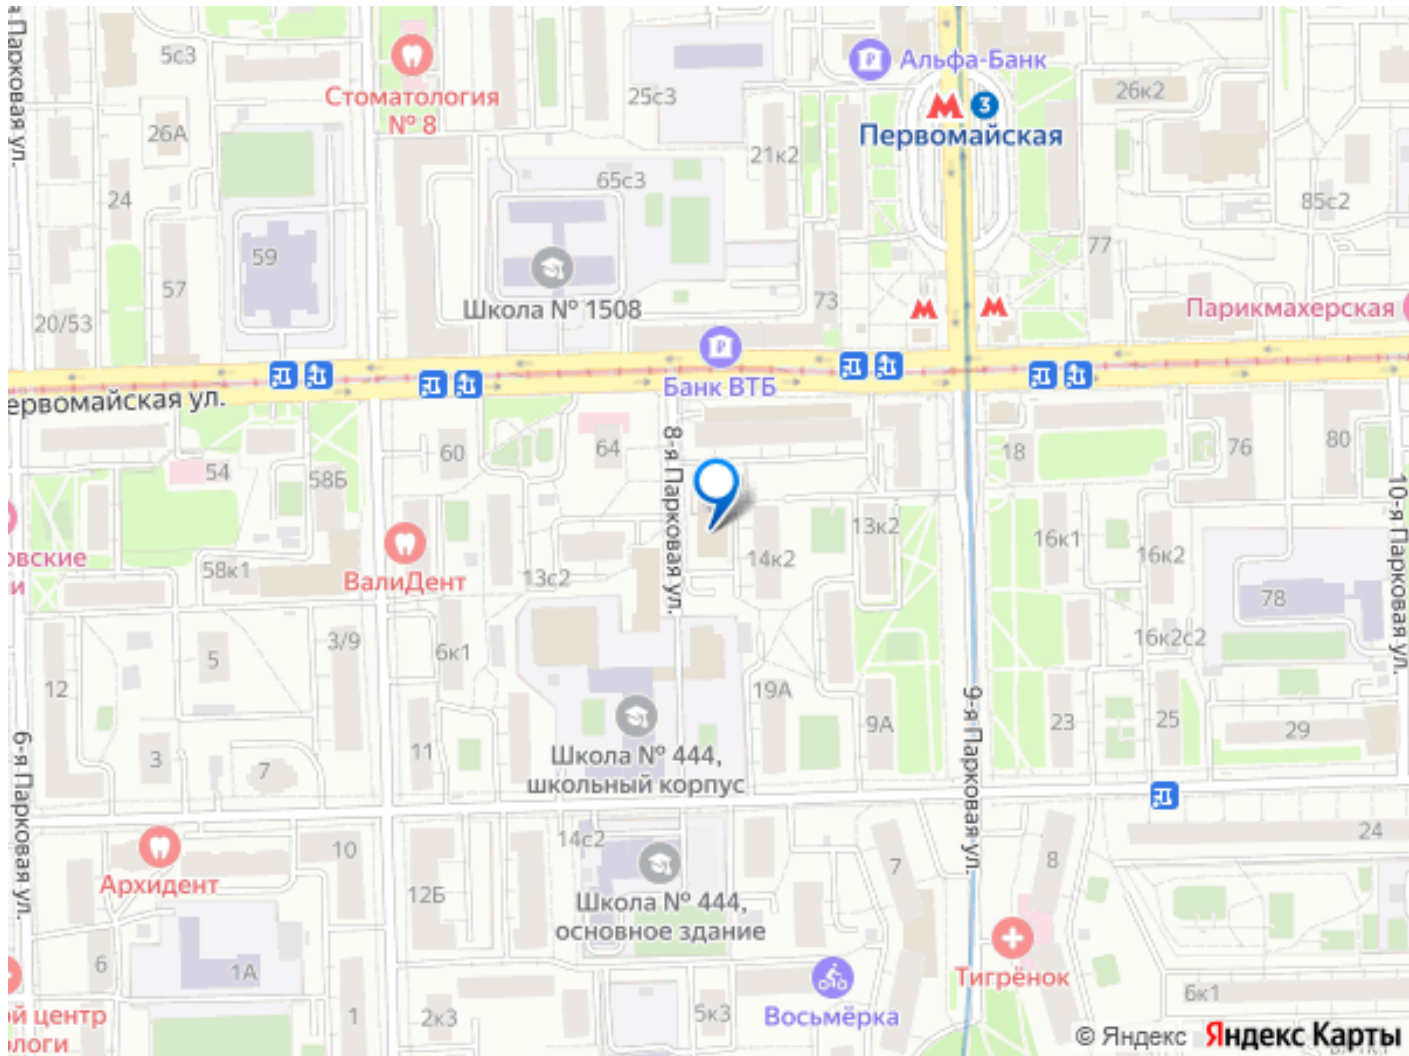 5с3
Стоматология
№ 8
25с3
Альфа-Банк
3
Первомайская
26к2
26А
21к2
24
65с3
85с2
59
77
57
Школа № 1508
73
20/53
Парикмахерская
Банк ВТБ
ервомайская ул.
8-я Парковая ул.
60
64
18
76
80
54
58Б
13к2
10-я Парковая ул.
овские
и
58к1
ВалиДент
13с2
14к2
16к1
16к2
78
3/9
6к1
16к2с2
5
12
19А
9А
9-я Парковая ул.
23
25
29
6-я Парковая ул.
3
7
11
Школа № 444,
школьный корпус
а Парковая ул.
14с2
10
7
8
24
Архидент
12Б
Школа № 444,
основное здание
6
1А
Тигрёнок
6к1
й центр
ологи
1
2к3
5к3
Восьмёрка
© Яндекс Яндекс Карты